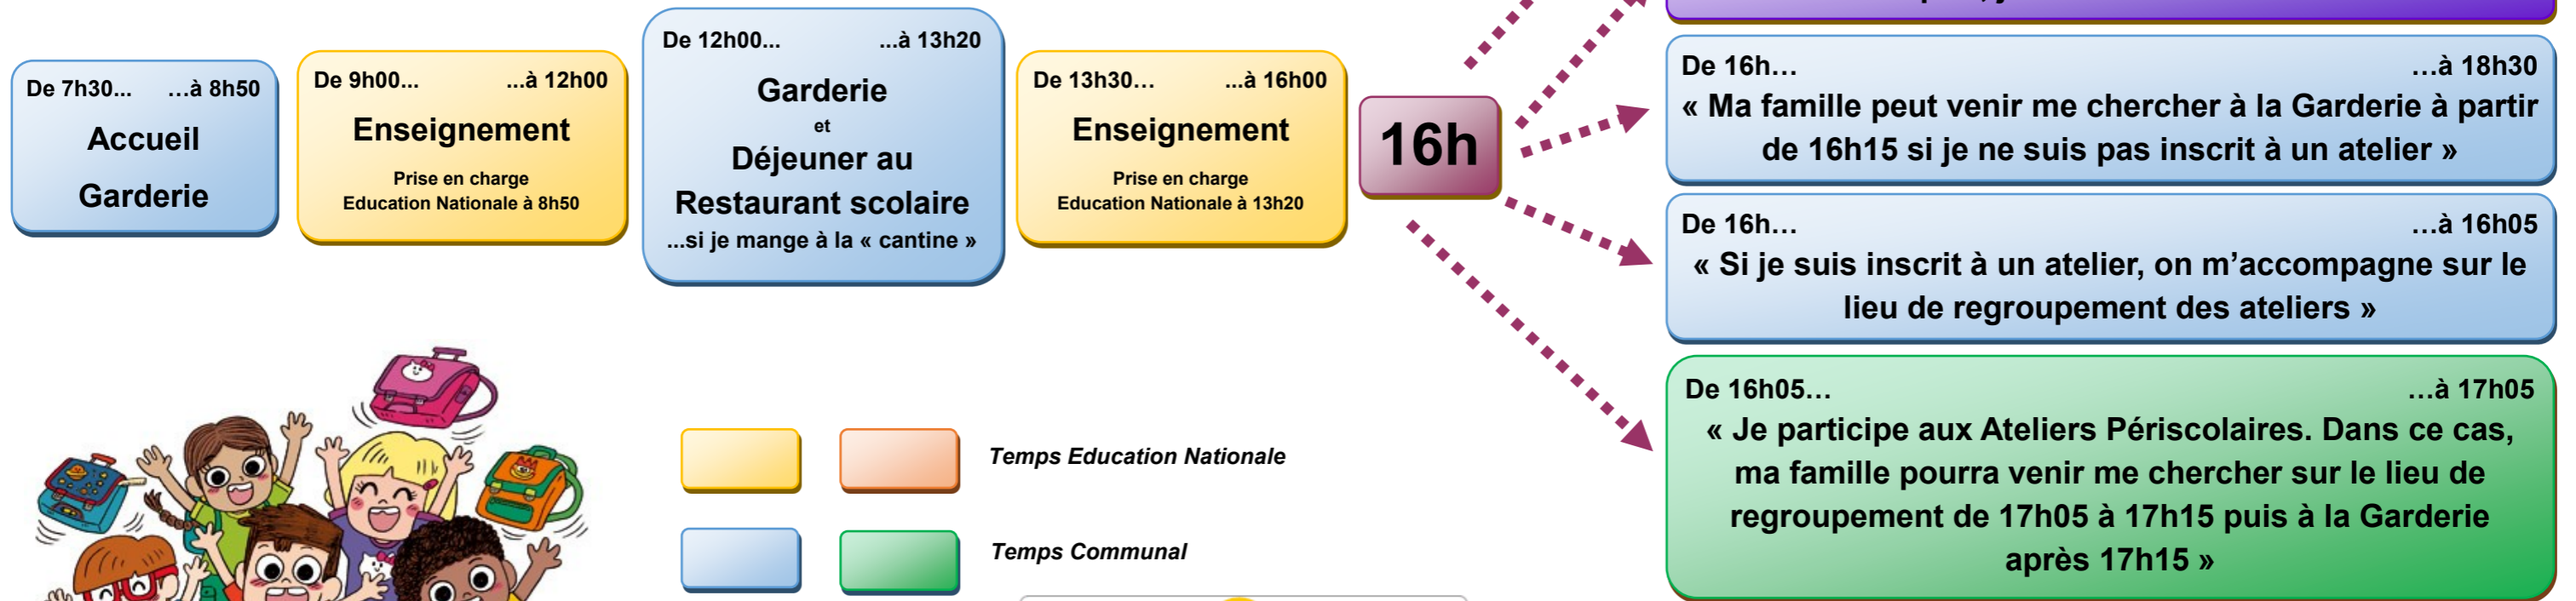 De 7h30... …à 8h50
Accueil
Garderie
De 9h00... ...à 12h00
Enseignement
Prise en charge
Education Nationale à 8h50
De 12h00... ...à 13h20
Garderie
et
Déjeuner au
Restaurant scolaire
...si je mange à la « cantine »
De 13h30… ...à 16h00
Enseignement
Prise en charge
Education Nationale à 13h20
16h
De 16h… …à 18h30
« Ma famille peut venir me chercher à la Garderie à partir
de 16h15 si je ne suis pas inscrit à un atelier »
De 16h… …à 16h05
« Si je suis inscrit à un atelier, on m’accompagne sur le
lieu de regroupement des ateliers »
De 16h05… …à 17h05
« Je participe aux Ateliers Périscolaires. Dans ce cas,
ma famille pourra venir me chercher sur le lieu de
regroupement de 17h05 à 17h15 puis à la Garderie
après 17h15 »
Temps Education Nationale
Temps Communal